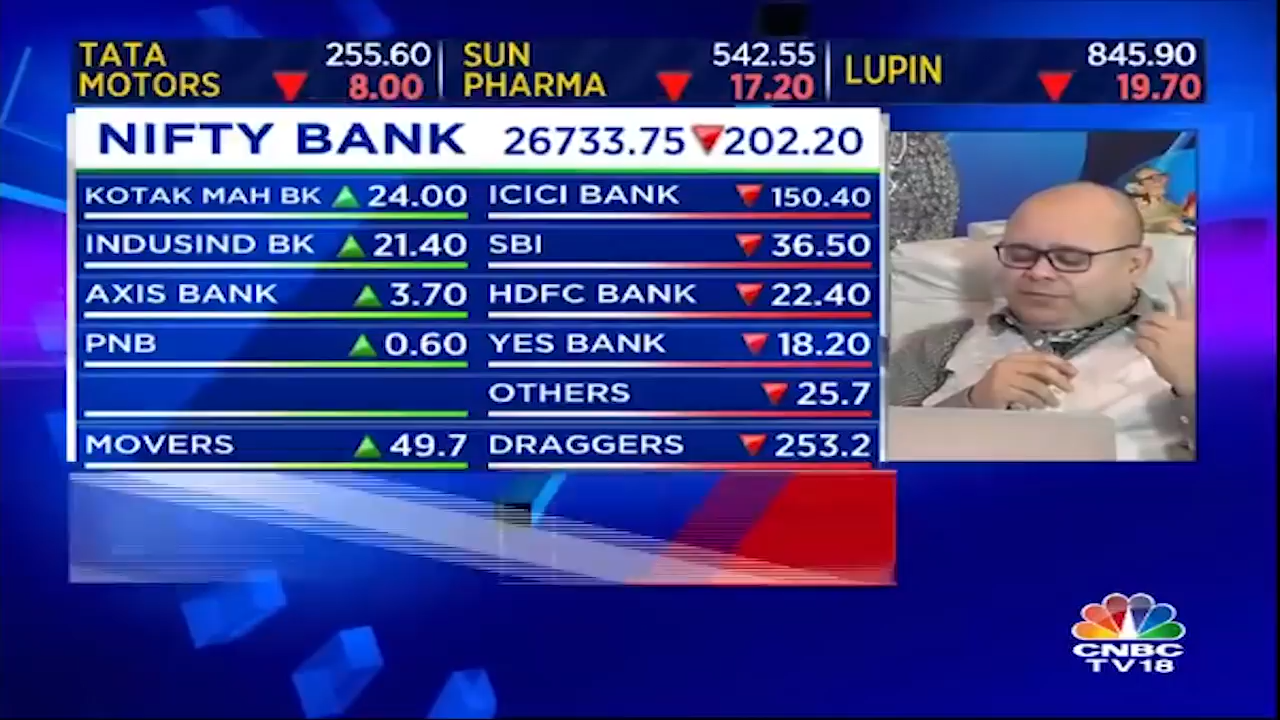 TATA MOTORS 255.60 ▼ 8.00
SUN PHARMA 542.55 ▼ 17.20
LUPIN 845.90 ▼ 19.70
NIFTY BANK 26733.75 ▼ 202.20
KOTAK MAH BK ▲ 24.00 ICICI BANK ▼ 150.40
INDUSIND BK ▲ 21.40 SBI ▼ 36.50
AXIS BANK ▲ 3.70 HDFC BANK ▼ 22.40
PNB ▲ 0.60 YES BANK ▼ 18.20
OTHERS ▼ 25.7
MOVERS ▲ 49.7 DRAGGERS ▼ 253.2
CNBC
TV18